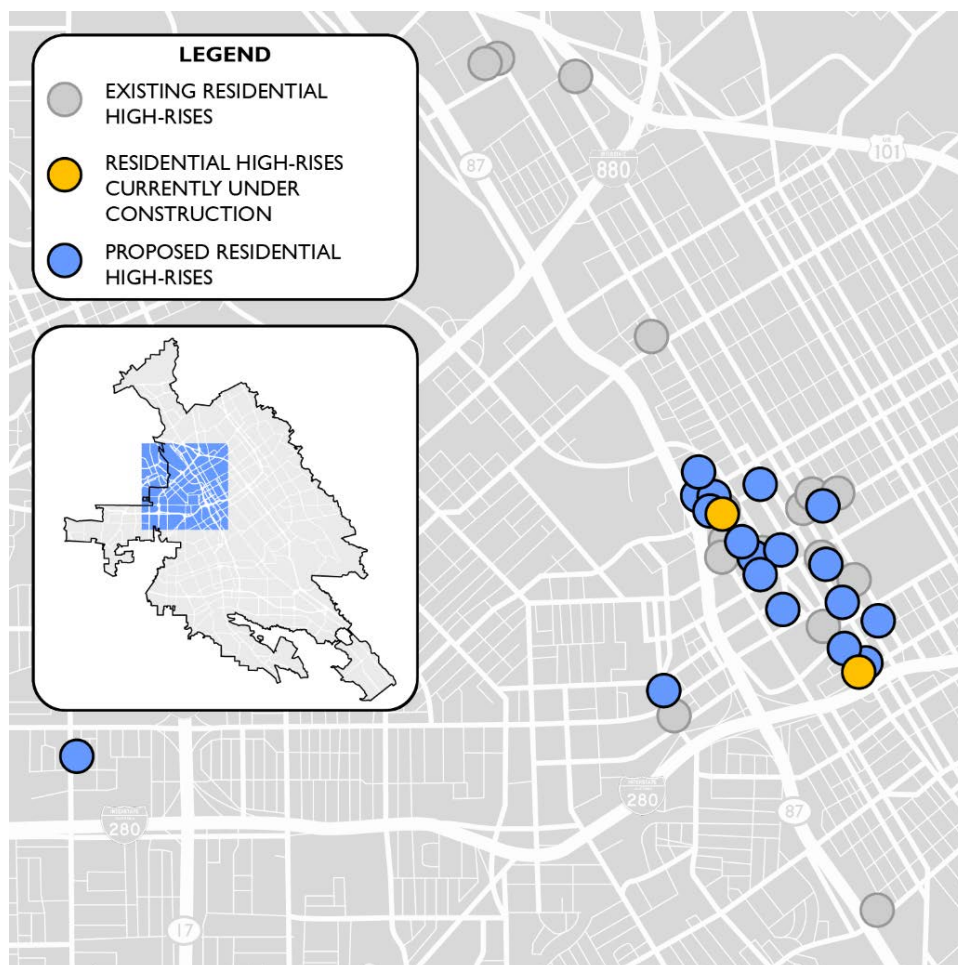 LEGEND
EXISTING RESIDENTIAL
HIGH-RISES
RESIDENTIAL HIGH-RISES
CURRENTLY UNDER
CONSTRUCTION
PROPOSED RESIDENTIAL
HIGH-RISES
87
880
101
280
280
87
17